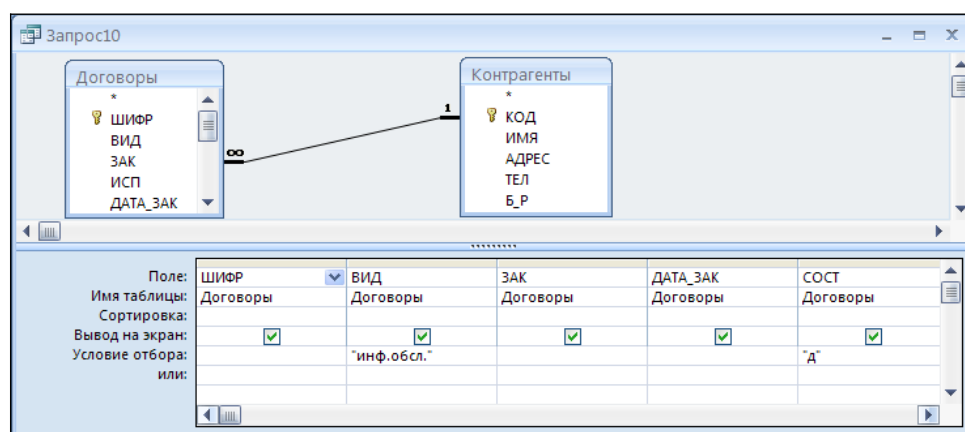 Запрос10
Договоры
*
ШИФР
ВИД
ЗАК
ИСП
ДАТА_ЗАК
∞
1
Контрагенты
*
КОД
ИМЯ
АДРЕС
ТЕЛ
Б_Р
Поле: ШИФР ВИД ЗАК ДАТА_ЗАК СОСТ
Имя таблицы: Договоры Договоры Договоры Договоры Договоры
Сортировка:
Вывод на экран:
Условие отбора: "инф.обсл." "д"
или: